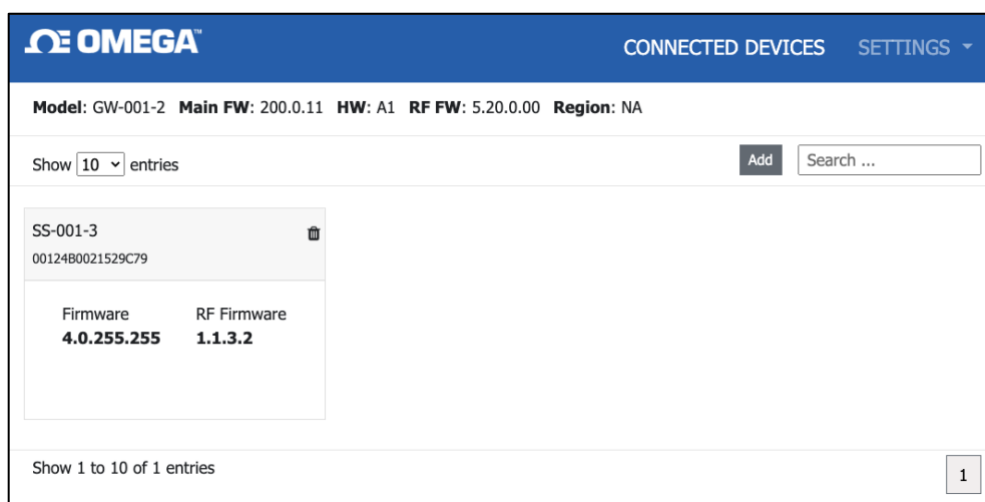 OMEGA™
CONNECTED DEVICES SETTINGS
Model: GW-001-2 Main FW: 200.0.11 HW: A1 RF FW: 5.20.0.00 Region: NA
Show 10 entries Add Search ...
SS-001-3
00124B0021529C79
Firmware RF Firmware
4.0.255.255 1.1.3.2
Show 1 to 10 of 1 entries 1